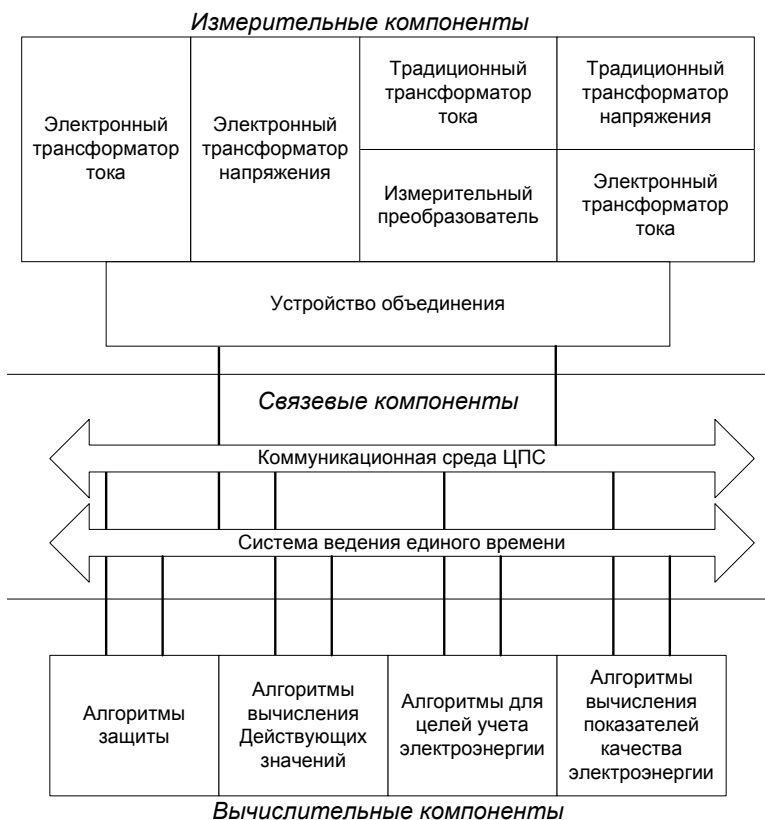 Измерительные компоненты
Электронный
трансформатор
тока
Электронный
трансформатор
напряжения
Традиционный
трансформатор
тока
Традиционный
трансформатор
напряжения
Измерительный
преобразователь
Электронный
трансформатор
тока
Устройство объединения
Связевые компоненты
Коммуникационная среда ЦПС
Система ведения единого времени
Алгоритмы
защиты
Алгоритмы
вычисления
Действующих
значений
Алгоритмы для
целей учета
электроэнергии
Алгоритмы
вычисления
показателей
качества
электроэнергии
Вычислительные компоненты